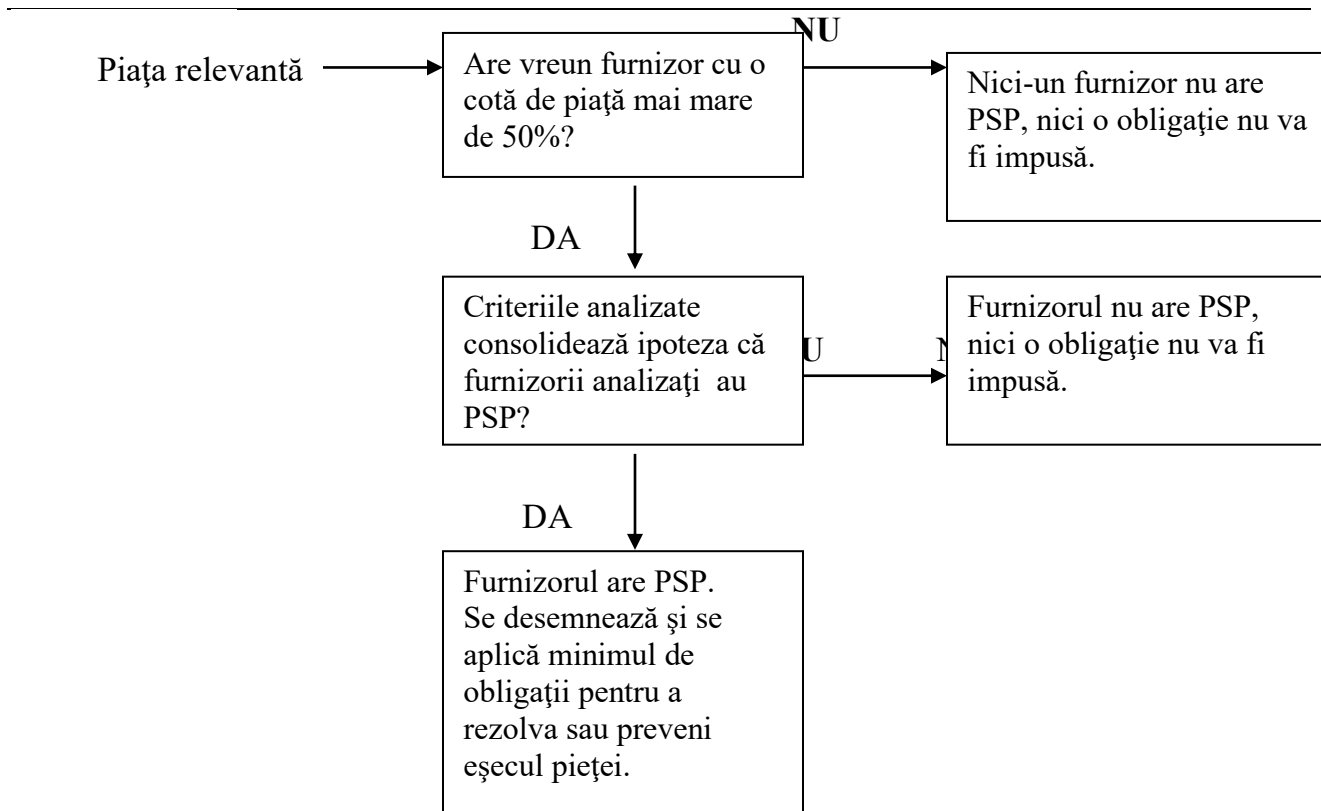 NU
Piaţa relevantă
Are vreun furnizor cu o
cotă de piaţă mai mare
de 50%?
Nici-un furnizor nu are
PSP, nici o obligaţie nu va
fi impusă.
DA
Criteriile analizate
consolidează ipoteza că
furnizorii analizaţi au
PSP?
Furnizorul nu are PSP,
nici o obligaţie nu va fi
impusă.
DA
Furnizorul are PSP.
Se desemnează şi se
aplică minimul de
obligaţii pentru a
rezolva sau preveni
eşecul pieţei.